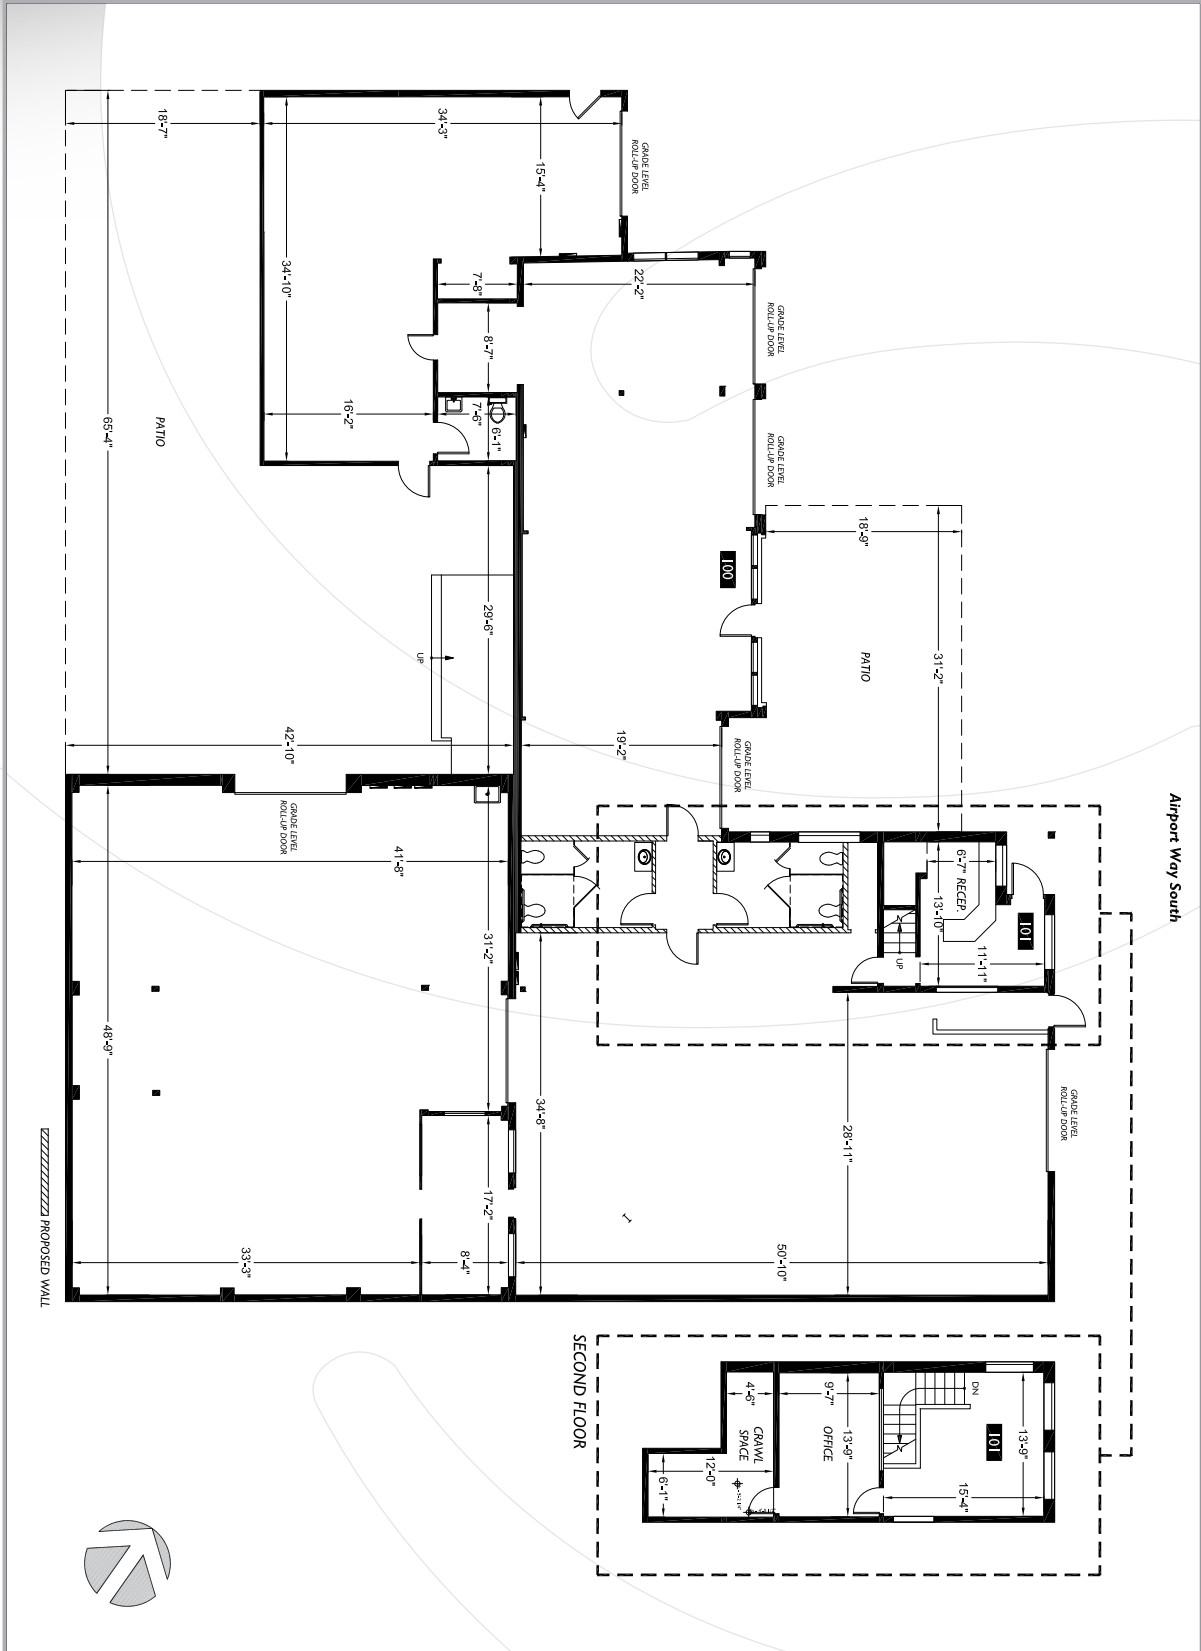 Airport Way South
18'-7"
34'-3"
GRADE LEVEL
ROLL-UP DOOR
15'-4"
34'-10"
7'-8"
22'-2"
GRADE LEVEL
ROLL-UP DOOR
8'-7"
16'-2"
7'-6"
6'-1"
65'-4"
PATIO
GRADE LEVEL
ROLL-UP DOOR
18'-9"
100
29'-6"
UP
PATIO
31'-2"
42'-10"
19'-2"
GRADE LEVEL
ROLL-UP DOOR
GRADE LEVEL
ROLL-UP DOOR
41'-8"
6'-7"
RECEP.
13'-10"
101
11'-11"
UP
31'-2"
48'-9"
34'-8"
28'-11"
GRADE LEVEL
ROLL-UP DOOR
17'-2"
33'-3"
8'-4"
50'-10"
PROPOSED WALL
SECOND FLOOR
4'-6"
CRAWL
SPACE
9'-7"
OFFICE
13'-9"
DN
101
13'-9"
12'-0"
6'-1"
15'-4"